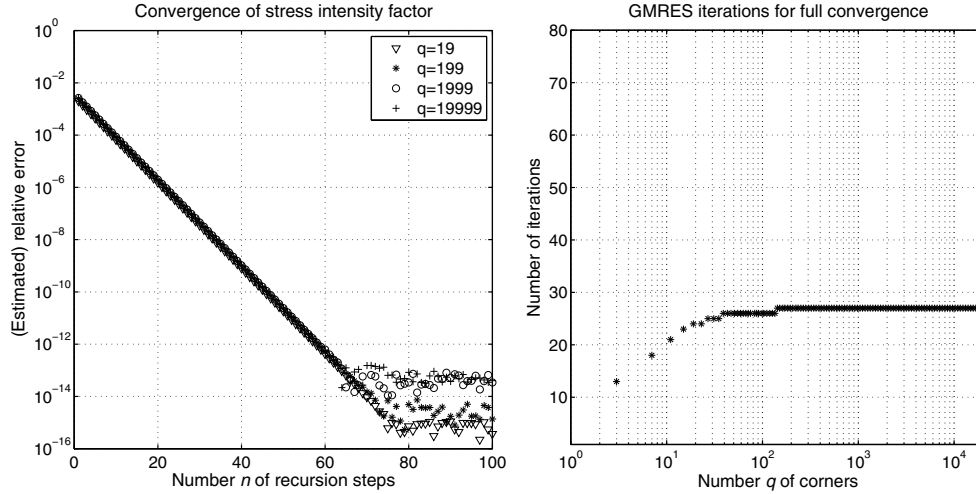 Convergence of stress intensity factor
10^0
10^-2
10^-4
10^-6
10^-8
10^-10
10^-12
10^-14
10^-16
(Estimated) relative error
q=19
q=199
q=1999
q=19999
0 20 40 60 80 100
Number n of recursion steps
GMRES iterations for full convergence
80
70
60
50
40
30
20
10
Number of iterations
10^0 10^1 10^2 10^3 10^4
Number q of corners